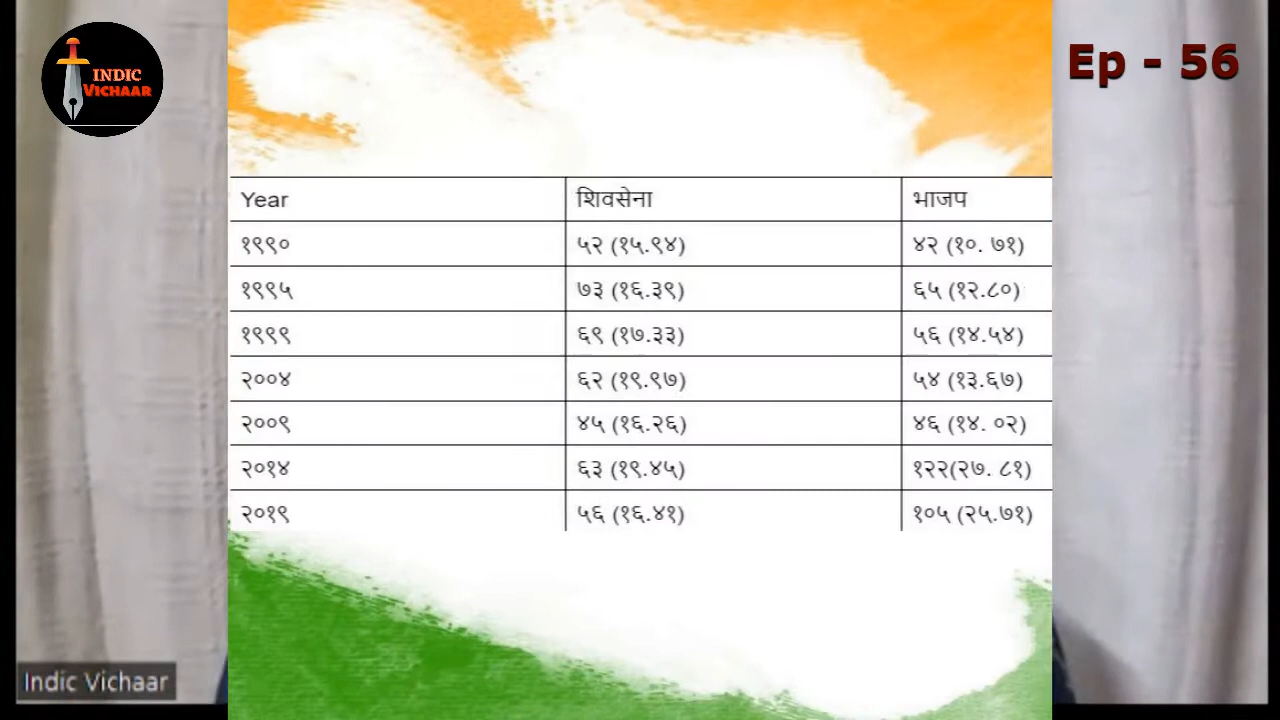 INDIC
VICHAAR
Ep - 56
Year शिवसेना भाजप
१९९० ५२ (१५.९४) ४२ (१०. ७१)
१९९५ ७३ (१६.३९) ६५ (१२.८०)
१९९९ ६९ (१७.३३) ५६ (१४.५४)
२००४ ६२ (१९.९७) ५४ (१३.६७)
२००९ ४५ (१६.२६) ४६ (१४. ०२)
२०१४ ६३ (१९.४५) १२२(२७. ८१)
२०१९ ५६ (१६.४१) १०५ (२५.७१)
Indic Vichaar